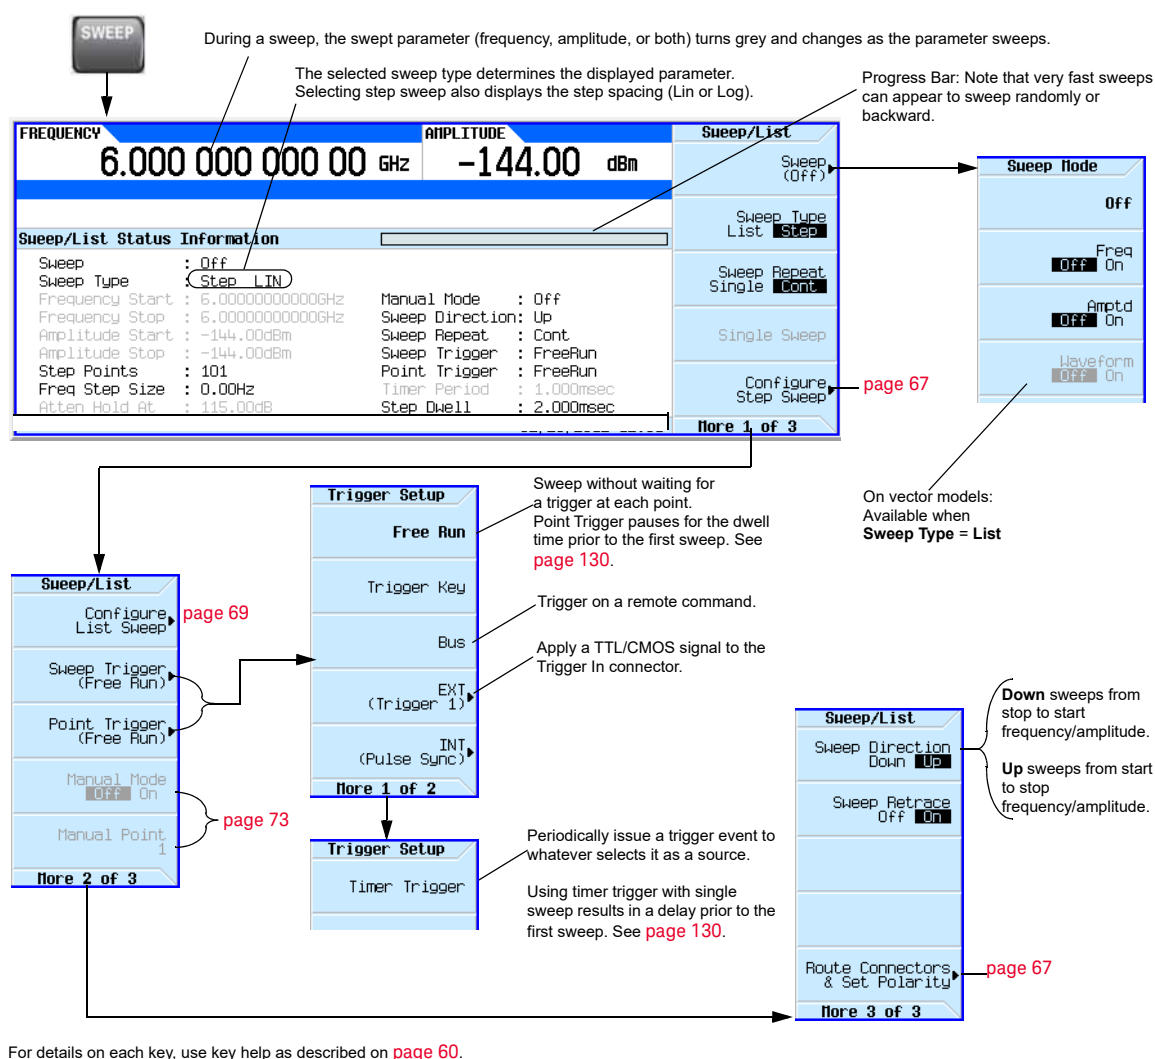 SWEEP
During a sweep, the swept parameter (frequency, amplitude, or both) turns grey and changes as the parameter sweeps.
The selected sweep type determines the displayed parameter.
Selecting step sweep also displays the step spacing (Lin or Log).
Progress Bar: Note that very fast sweeps
can appear to sweep randomly or
backward.
FREQUENCY
6.000 000 000 00 GHz
AMPLITUDE
-144.00 dBm
Sweep/List Status Information
Sweep : Off
Sweep Type : Step LIN
Frequency Start : 6.00000000000GHz
Frequency Stop : 6.00000000000GHz
Amplitude Start : -144.00dBm
Amplitude Stop : -144.00dBm
Step Points : 101
Freq Step Size : 0.00Hz
Atten Hold At : 115.00dB
Manual Mode : Off
Sweep Direction: Up
Sweep Repeat : Cont
Sweep Trigger : FreeRun
Point Trigger : FreeRun
Timer Period : 1.000msec
Step Dwell : 2.000msec
Sweep/List
Sweep
(Off)
Sweep Type
List Step
Sweep Repeat
Single Cont
Single Sweep
Configure
Step Sweep
More 1 of 3
page 67
Sweep Mode
Off
Freq
Off On
Amptd
Off On
Waveform
Off On
On vector models:
Available when
Sweep Type = List
Sweep/List
Configure
List Sweep
page 69
Sweep Trigger
(Free Run)
Point Trigger
(Free Run)
Manual Mode
Off On
Manual Point
1
page 73
More 2 of 3
Trigger Setup
Free Run
Trigger Key
Bus
EXT
(Trigger 1)
INT
(Pulse Sync)
More 1 of 2
Sweep without waiting for
a trigger at each point.
Point Trigger pauses for the dwell
time prior to the first sweep. See
page 130.
Trigger on a remote command.
Apply a TTL/CMOS signal to the
Trigger In connector.
Trigger Setup
Timer Trigger
Periodically issue a trigger event to
whatever selects it as a source.
Using timer trigger with single
sweep results in a delay prior to the
first sweep. See page 130.
Sweep/List
Sweep Direction
Down Up
Sweep Retrace
Off On
Route Connectors
& Set Polarity
More 3 of 3
Down sweeps from
stop to start
frequency/amplitude.
Up sweeps from start
to stop
frequency/amplitude.
page 67
For details on each key, use key help as described on page 60.